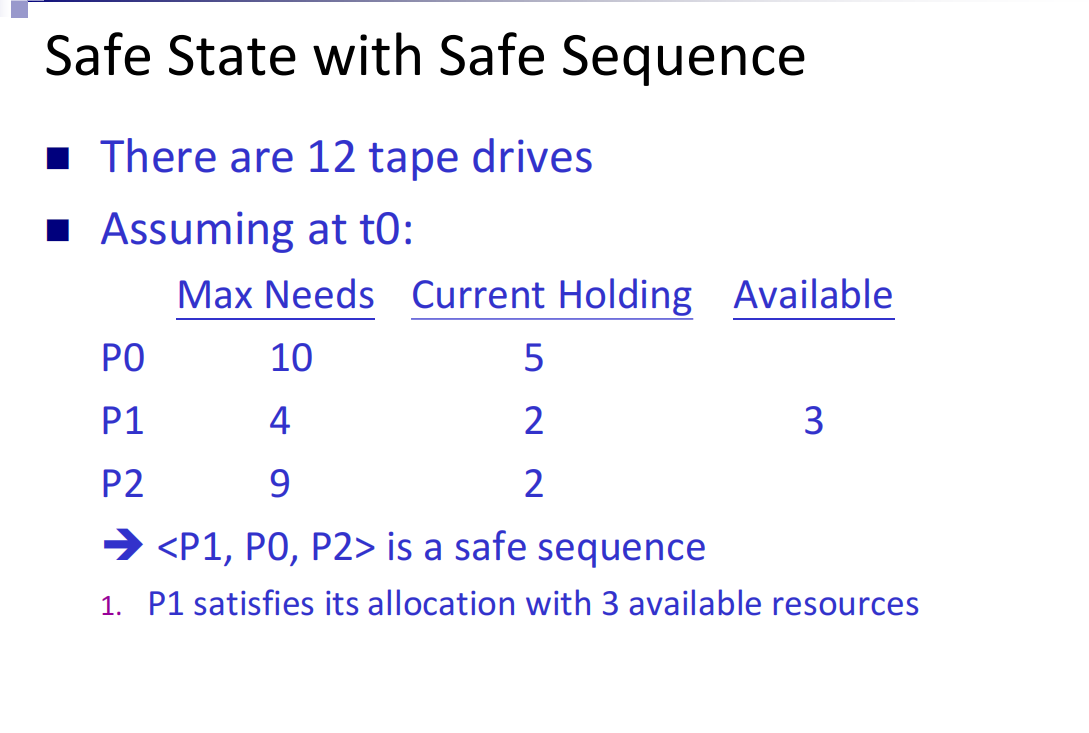 Safe State with Safe Sequence
There are 12 tape drives
Assuming at t0:
Max Needs Current Holding Available
P0 10 5
P1 4 2 3
P2 9 2
➔ <P1, P0, P2> is a safe sequence
1. P1 satisfies its allocation with 3 available resources